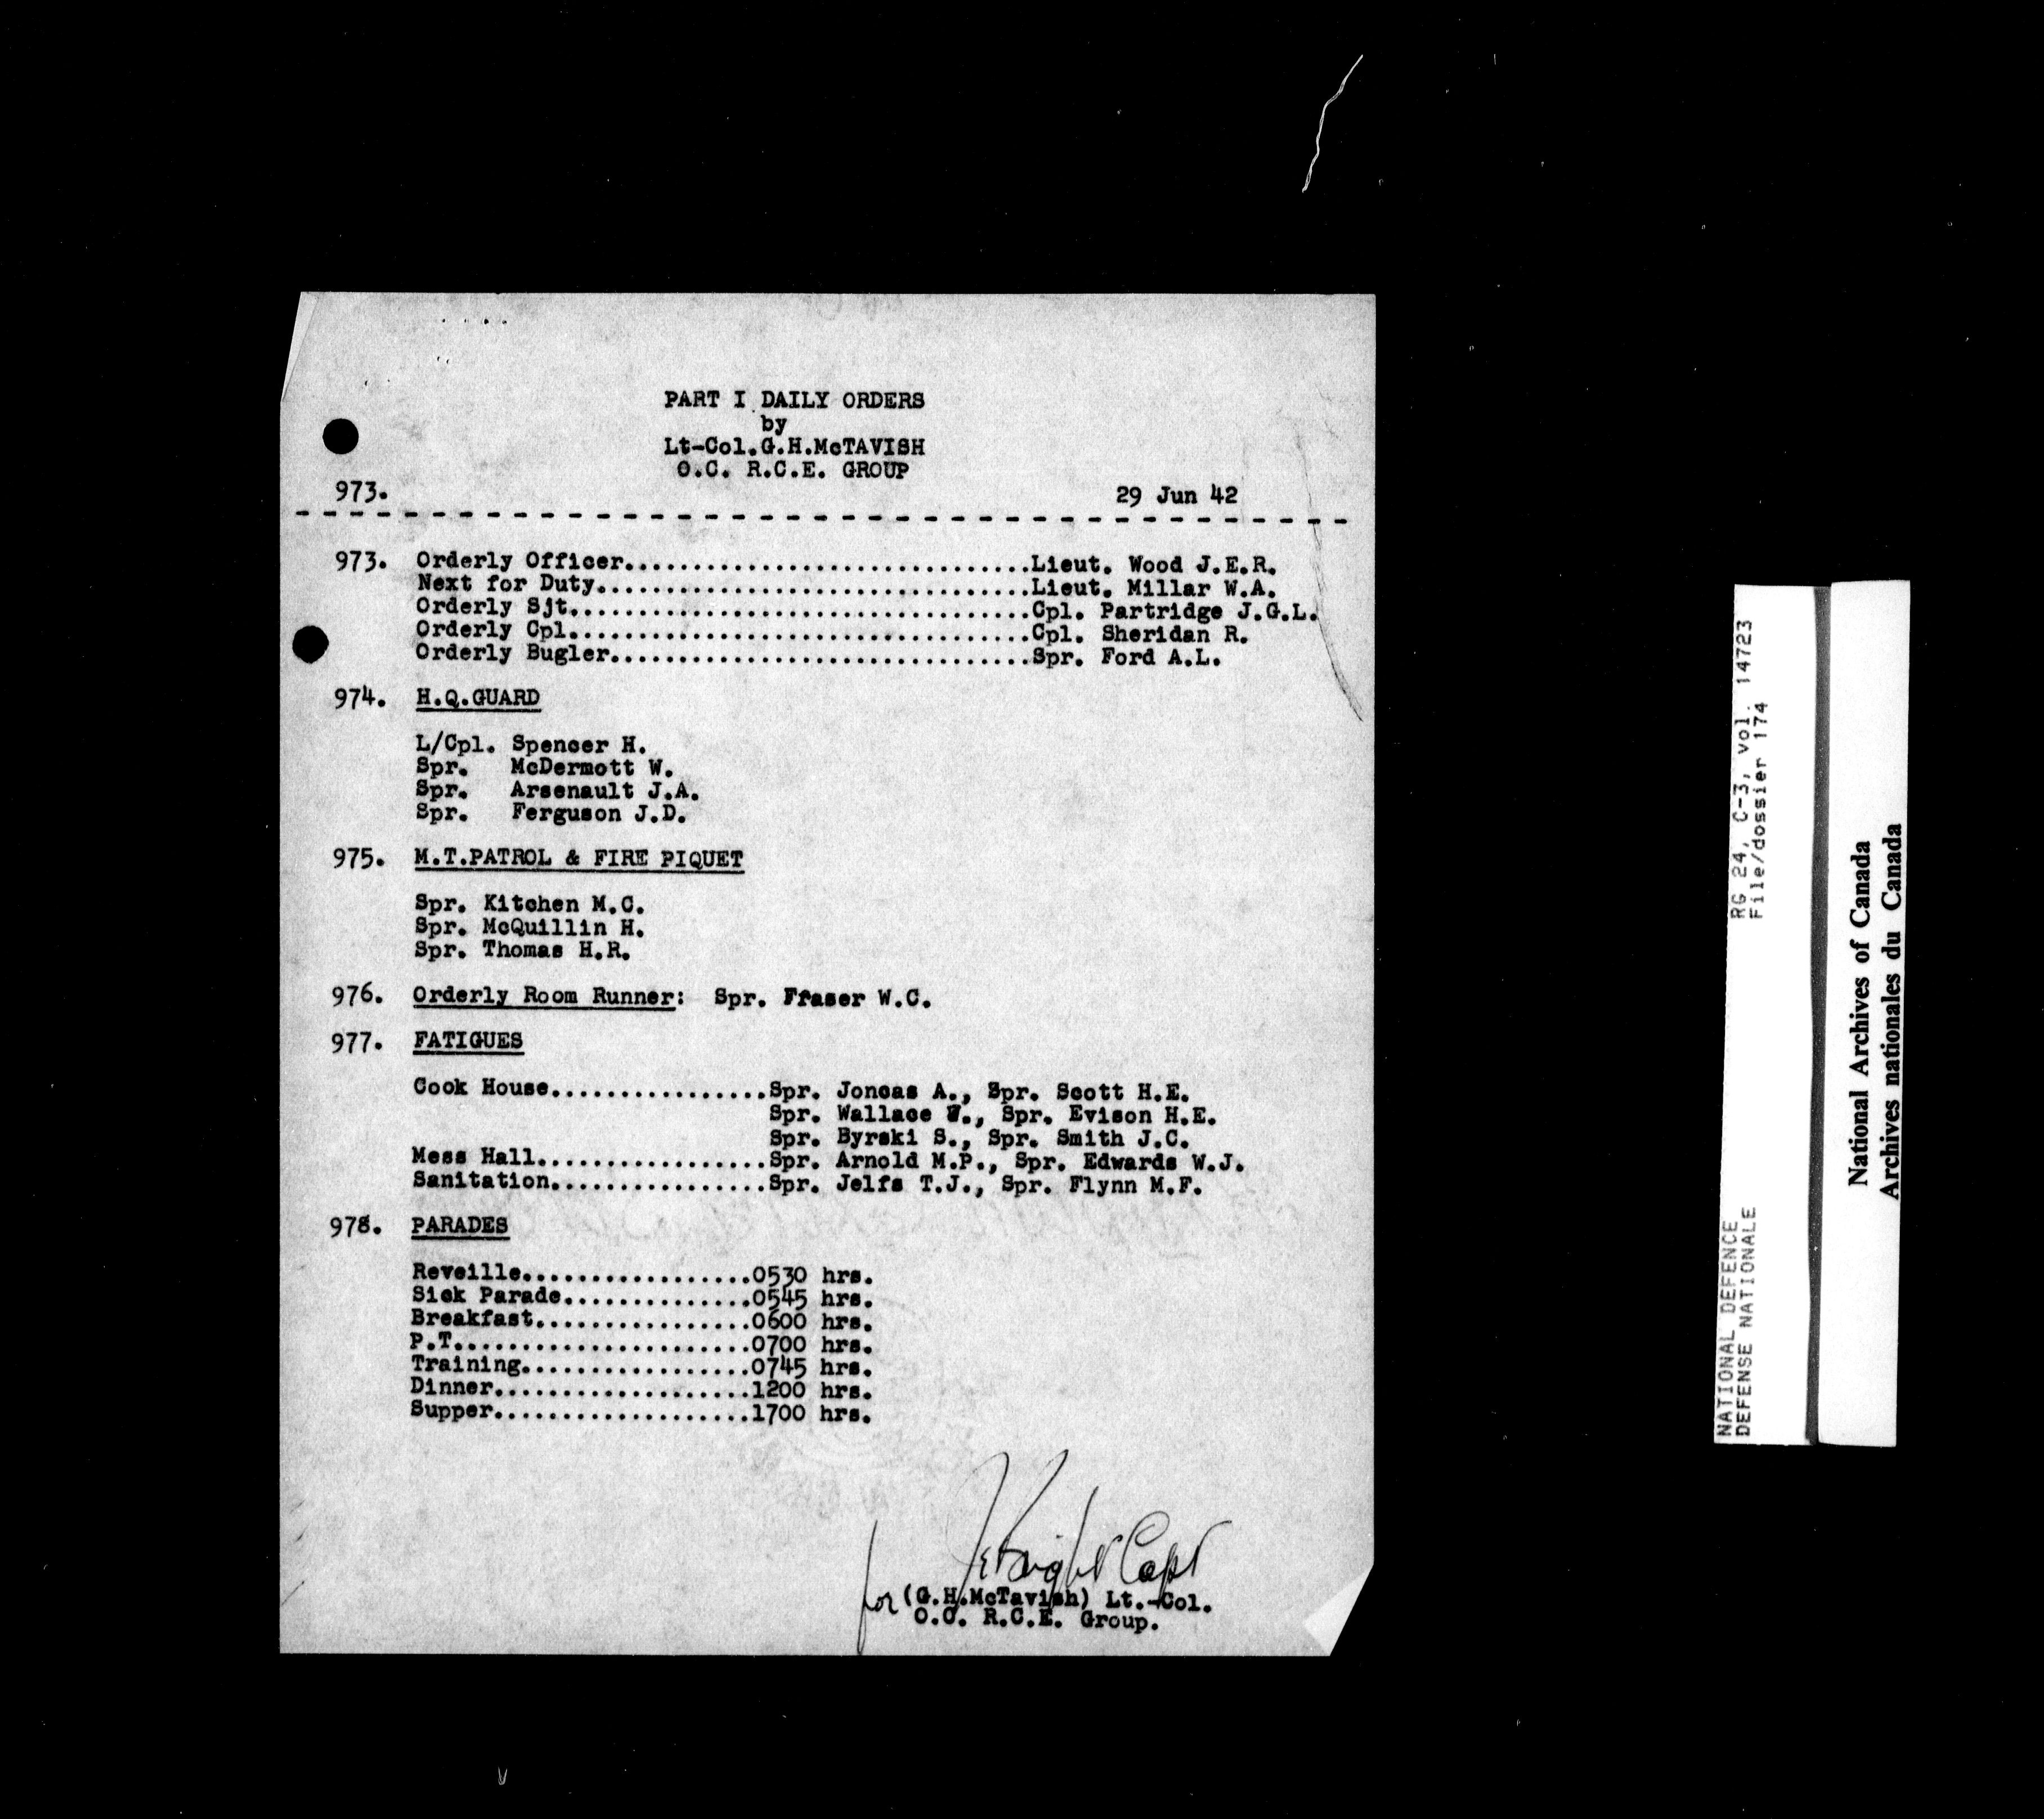 PART I DAILY ORDERS
by
Lt-Col.G.H.McTAVISH
O.C. R.C.E. GROUP
973. 29 Jun 42
973. Orderly Officer..............................Lieut. Wood J.E.R.
Next for Duty................................Lieut. Millar W.A.
Orderly Sjt..................................Cpl. Partridge J.G.L.
Orderly Cpl..................................Cpl. Sheridan R.
Orderly Bugler...............................Spr. Ford A.L.
974. H.Q.GUARD
L/Cpl. Spencer H.
Spr. McDermott W.
Spr. Arsenault J.A.
Spr. Ferguson J.D.
975. M.T.PATROL & FIRE PIQUET
Spr. Kitchen M.C.
Spr. McQuillin H.
Spr. Thomas H.R.
976. Orderly Room Runner: Spr. Fraser W.C.
977. FATIGUES
Cook House................Spr. Joncas A., Spr. Scott H.E.
Spr. Wallace W., Spr. Evison H.E.
Spr. Byrski S., Spr. Smith J.C.
Mess Hall.................Spr. Arnold M.P., Spr. Edwards W.J.
Sanitation................Spr. Jelfs T.J., Spr. Flynn M.F.
978. PARADES
Reveille.................0530 hrs.
Sick Parade..............0545 hrs.
Breakfast................0600 hrs.
P.T......................0700 hrs.
Training.................0745 hrs.
Dinner...................1200 hrs.
Supper...................1700 hrs.
Capt
for (G.H.McTavish) Lt.-Col.
O.C. R.C.E. Group.
NATIONAL DEFENCE RG 24, C-3, vol. 14723
DEFENSE NATIONALE File/dossier 174
National Archives of Canada
Archives nationales du Canada